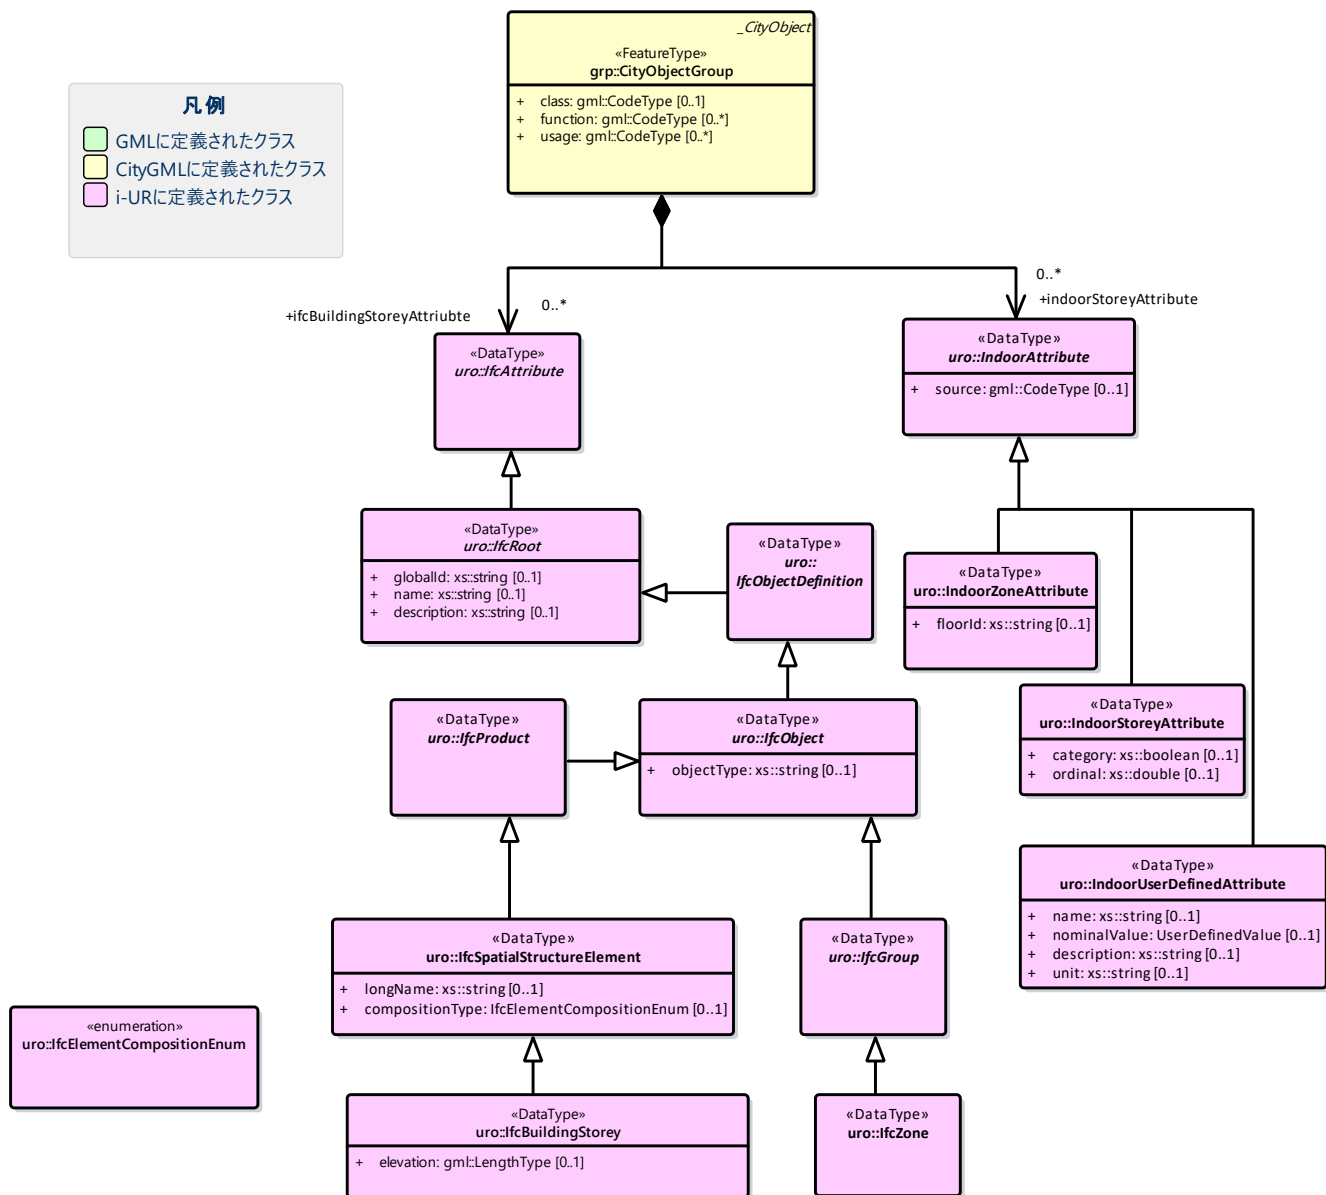 _CityObject
«FeatureType»
grp::CityObjectGroup
+ class: gml::CodeType [0..1]
+ function: gml::CodeType [0..*]
+ usage: gml::CodeType [0..*]
凡例
GMLに定義されたクラス
CityGMLに定義されたクラス
i-URに定義されたクラス
0..*
+indoorStoreyAttribute
0..*
+ifcBuildingStoreyAttriubte
«DataType»
uro::IfcAttribute
«DataType»
uro::IndoorAttribute
+ source: gml::CodeType [0..1]
«DataType»
uro::IfcRoot
+ globalId: xs::string [0..1]
+ name: xs::string [0..1]
+ description: xs::string [0..1]
«DataType»
uro::
IfcObjectDefinition
«DataType»
uro::IndoorZoneAttribute
+ floorId: xs::string [0..1]
«DataType»
uro::IfcProduct
«DataType»
uro::IfcObject
+ objectType: xs::string [0..1]
«DataType»
uro::IndoorStoreyAttribute
+ category: xs::boolean [0..1]
+ ordinal: xs::double [0..1]
«DataType»
uro::IndoorUserDefinedAttribute
+ name: xs::string [0..1]
+ nominalValue: UserDefinedValue [0..1]
+ description: xs::string [0..1]
+ unit: xs::string [0..1]
«DataType»
uro::IfcSpatialStructureElement
+ longName: xs::string [0..1]
+ compositionType: IfcElementCompositionEnum [0..1]
«DataType»
uro::IfcGroup
«enumeration»
uro::IfcElementCompositionEnum
«DataType»
uro::IfcBuildingStorey
+ elevation: gml::LengthType [0..1]
«DataType»
uro::IfcZone